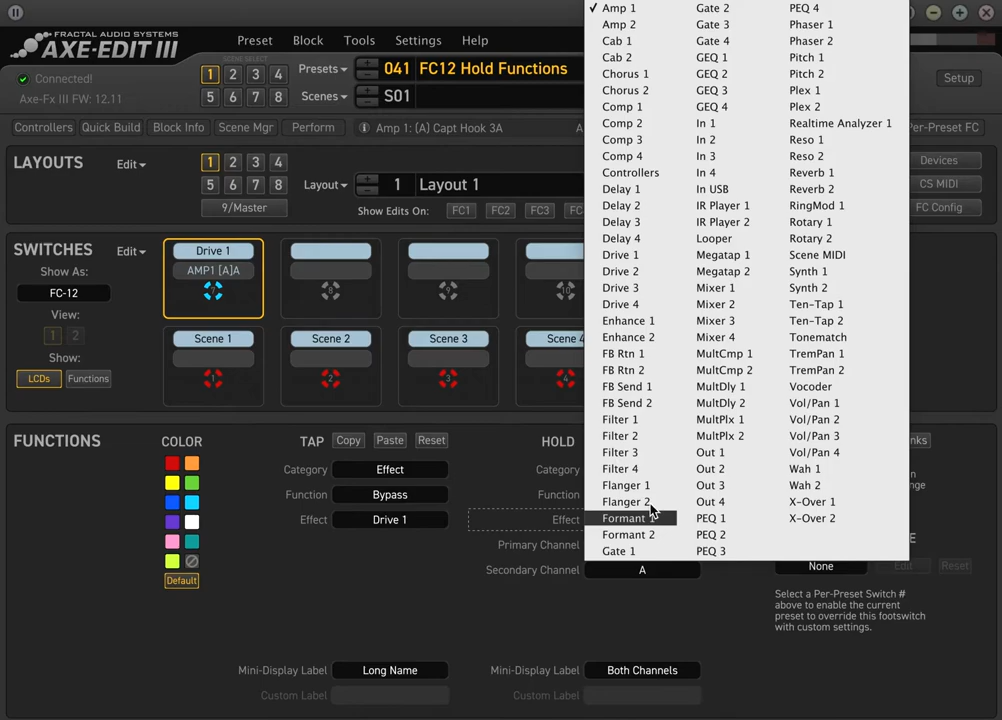 FRACTAL AUDIO SYSTEMS
AXE-EDIT III
Connected!
Axe-Fx III FW: 12.11
Preset Block Tools Settings Help
SCENE SELECT
1 2 3 4
5 6 7 8
Presets 041 FC12 Hold Functions
Scenes S01
Setup
Controllers Quick Build Block Info Scene Mgr Perform Amp 1: (A) Capt Hook 3A Per-Preset FC
LAYOUTS Edit
1 2 3 4
5 6 7 8
9/Master
Layout 1 Layout 1
Show Edits On: FC1 FC2 FC3
Devices
CS MIDI
FC Config
SWITCHES Edit
Show As:
FC-12
View:
1 2
Show:
LCDs Functions
Drive 1
AMP1 [A]A
7 8 9 10
Scene 1 Scene 2 Scene 3 Scene 4
1 2 3 4
FUNCTIONS
COLOR
Default
TAP Copy Paste Reset
Category Effect
Function Bypass
Effect Drive 1
Mini-Display Label Long Name
Custom Label
HOLD
Category
Function
Effect
Primary Channel
Secondary Channel A
Mini-Display Label Both Channels
Custom Label
✓ Amp 1
Amp 2
Cab 1
Cab 2
Chorus 1
Chorus 2
Comp 1
Comp 2
Comp 3
Comp 4
Controllers
Delay 1
Delay 2
Delay 3
Delay 4
Drive 1
Drive 2
Drive 3
Drive 4
Enhance 1
Enhance 2
FB Rtn 1
FB Rtn 2
FB Send 1
FB Send 2
Filter 1
Filter 2
Filter 3
Filter 4
Flanger 1
Flanger 2
Formant 1
Formant 2
Gate 1
Gate 2
Gate 3
Gate 4
GEQ 1
GEQ 2
GEQ 3
GEQ 4
In 1
In 2
In 3
In 4
In USB
IR Player 1
IR Player 2
Looper
Megatap 1
Megatap 2
Mixer 1
Mixer 2
Mixer 3
Mixer 4
MultCmp 1
MultCmp 2
MultDly 1
MultDly 2
MultPlx 1
MultPlx 2
Out 1
Out 2
Out 3
Out 4
PEQ 1
PEQ 2
PEQ 3
PEQ 4
Phaser 1
Phaser 2
Pitch 1
Pitch 2
Plex 1
Plex 2
Realtime Analyzer 1
Reso 1
Reso 2
Reverb 1
Reverb 2
RingMod 1
Rotary 1
Rotary 2
Scene MIDI
Synth 1
Synth 2
Ten-Tap 1
Ten-Tap 2
Tonematch
TremPan 1
TremPan 2
Vocoder
Vol/Pan 1
Vol/Pan 2
Vol/Pan 3
Vol/Pan 4
Wah 1
Wah 2
X-Over 1
X-Over 2
None Edit Reset
Select a Per-Preset Switch #
above to enable the current
preset to override this footswitch
with custom settings.